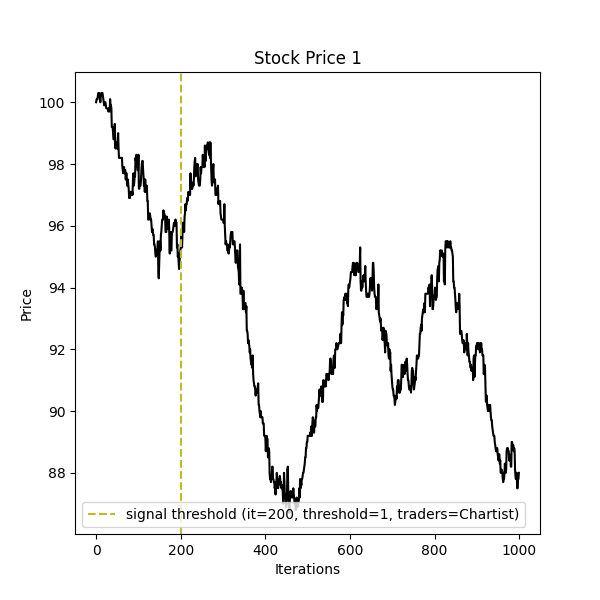 Stock Price 1
Price
100
98
96
94
92
90
88
signal threshold (it=200, threshold=1, traders=Chartist)
0 200 400 600 800 1000
Iterations